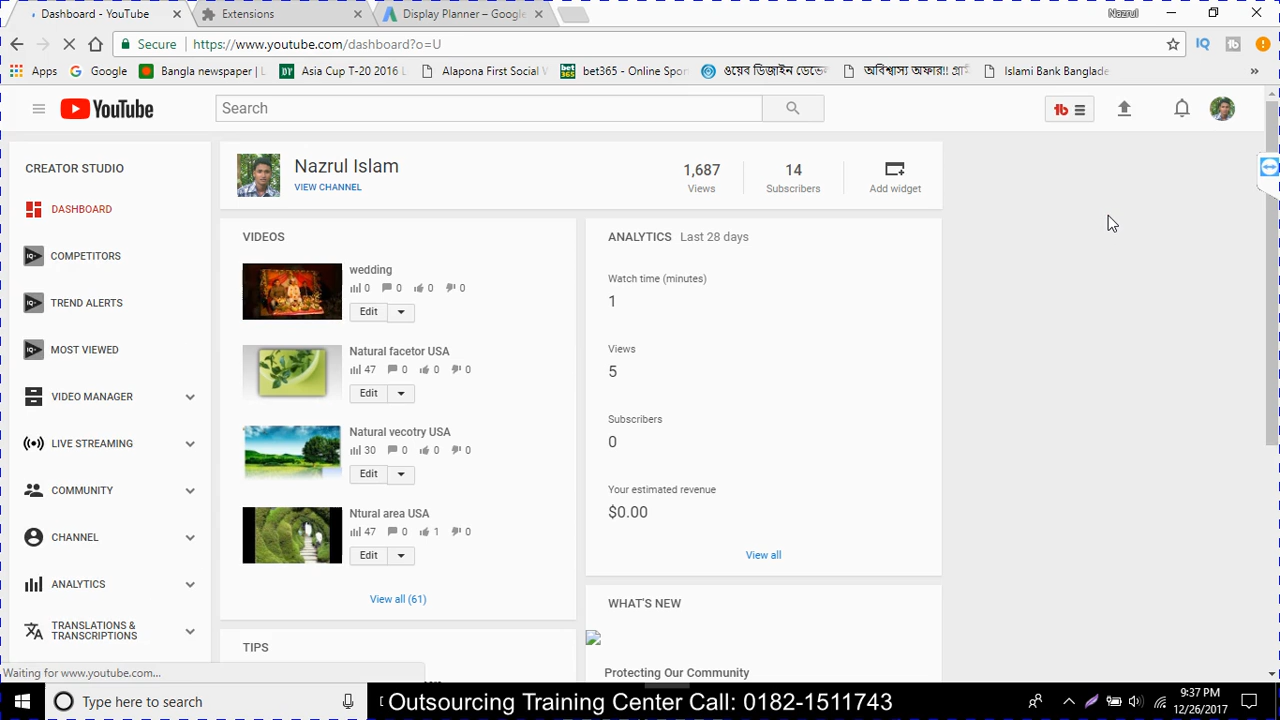 Dashboard - YouTube
Extensions
Display Planner – Google
Nazrul
Secure
https://www.youtube.com/dashboard?o=U
IQ
tb
Apps
Google
Bangla newspaper | L
Asia Cup T-20 2016 L
Alapona First Social V
bet365 - Online Spor
ওয়েব ডিজাইন ডেভে
অবিশ্বাস্য অফার!! গ্রা
Islami Bank Banglade
»
YouTube
Search
tb
CREATOR STUDIO
DASHBOARD
COMPETITORS
TREND ALERTS
MOST VIEWED
VIDEO MANAGER
LIVE STREAMING
COMMUNITY
CHANNEL
ANALYTICS
TRANSLATIONS &
TRANSCRIPTIONS
Nazrul Islam
VIEW CHANNEL
1,687
Views
14
Subscribers
Add widget
VIDEOS
wedding
0 0 0 0
Edit
Natural facetor USA
47 0 0 0
Edit
Natural vecotry USA
30 0 0 0
Edit
Ntural area USA
47 0 1 0
Edit
View all (61)
TIPS
ANALYTICS Last 28 days
Watch time (minutes)
1
Views
5
Subscribers
0
Your estimated revenue
$0.00
View all
WHAT'S NEW
Protecting Our Community
Waiting for www.youtube.com...
Type here to search
Outsourcing Training Center Call: 0182-1511743
9:37 PM
12/26/2017